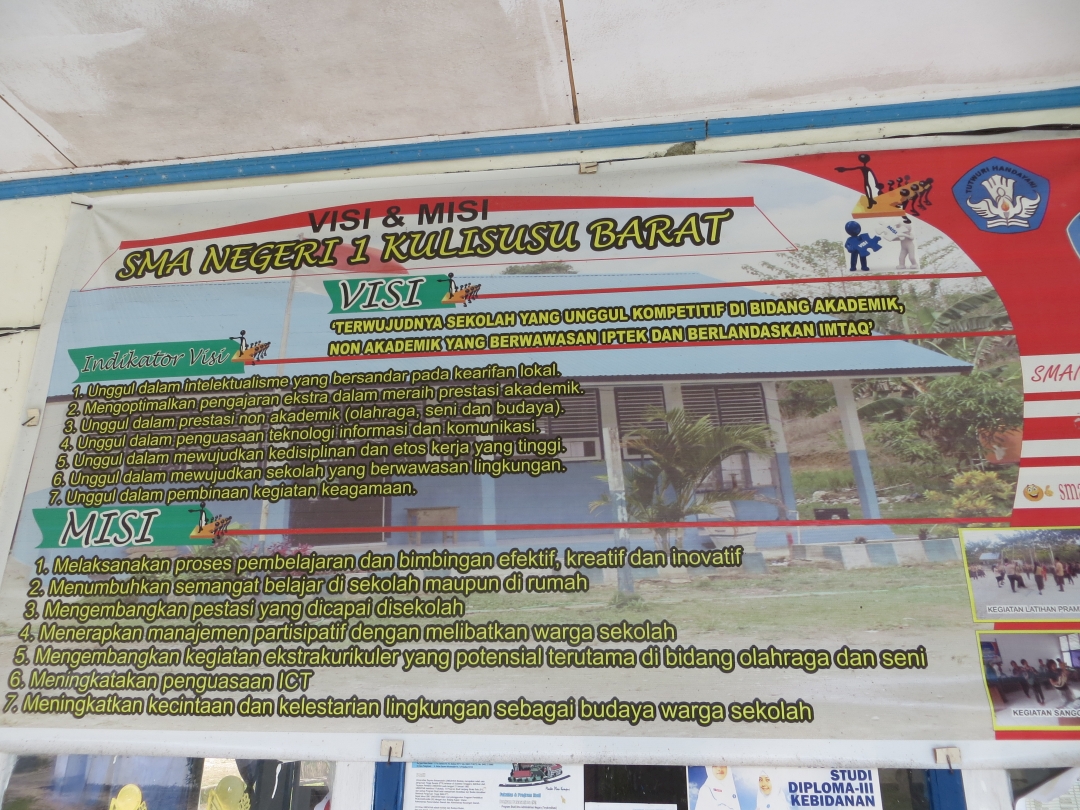 VISI & MISI
SMA NEGERI 1 KULISUSU BARAT
TUTWURI HANDAYANI
VISI
'TERWUJUDNYA SEKOLAH YANG UNGGUL KOMPETITIF DI BIDANG AKADEMIK,
NON AKADEMIK YANG BERWAWASAN IPTEK DAN BERLANDASKAN IMTAQ'
Indikator Visi
1. Unggul dalam intelektualisme yang bersandar pada kearifan lokal.
2. Mengoptimalkan pengajaran ekstra dalam meraih prestasi akademik.
3. Unggul dalam prestasi non akademik (olahraga, seni dan budaya).
4. Unggul dalam penguasaan teknologi informasi dan komunikasi.
5. Unggul dalam mewujudkan kedisiplinan dan etos kerja yang tinggi.
6. Unggul dalam mewujudkan sekolah yang berwawasan lingkungan.
7. Unggul dalam pembinaan kegiatan keagamaan.
MISI
1. Melaksanakan proses pembelajaran dan bimbingan efektif, kreatif dan inovatif
2. Menumbuhkan semangat belajar di sekolah maupun di rumah
3. Mengembangkan pestasi yang dicapai disekolah
4. Menerapkan manajemen partisipatif dengan melibatkan warga sekolah
5. Mengembangkan kegiatan ekstrakurikuler yang potensial terutama di bidang olahraga dan seni
6. Meningkatakan penguasaan ICT
7. Meningkatkan kecintaan dan kelestarian lingkungan sebagai budaya warga sekolah
SMAN
sma
KEGIATAN LATIHAN PRAM
KEGIATAN SANGG
STUDI
DIPLOMA-III
KEBIDANAN